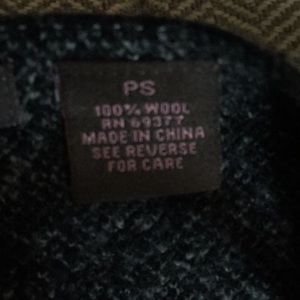 PS
100% WOOL
RN 69377
MADE IN CHINA
SEE REVERSE
FOR CARE